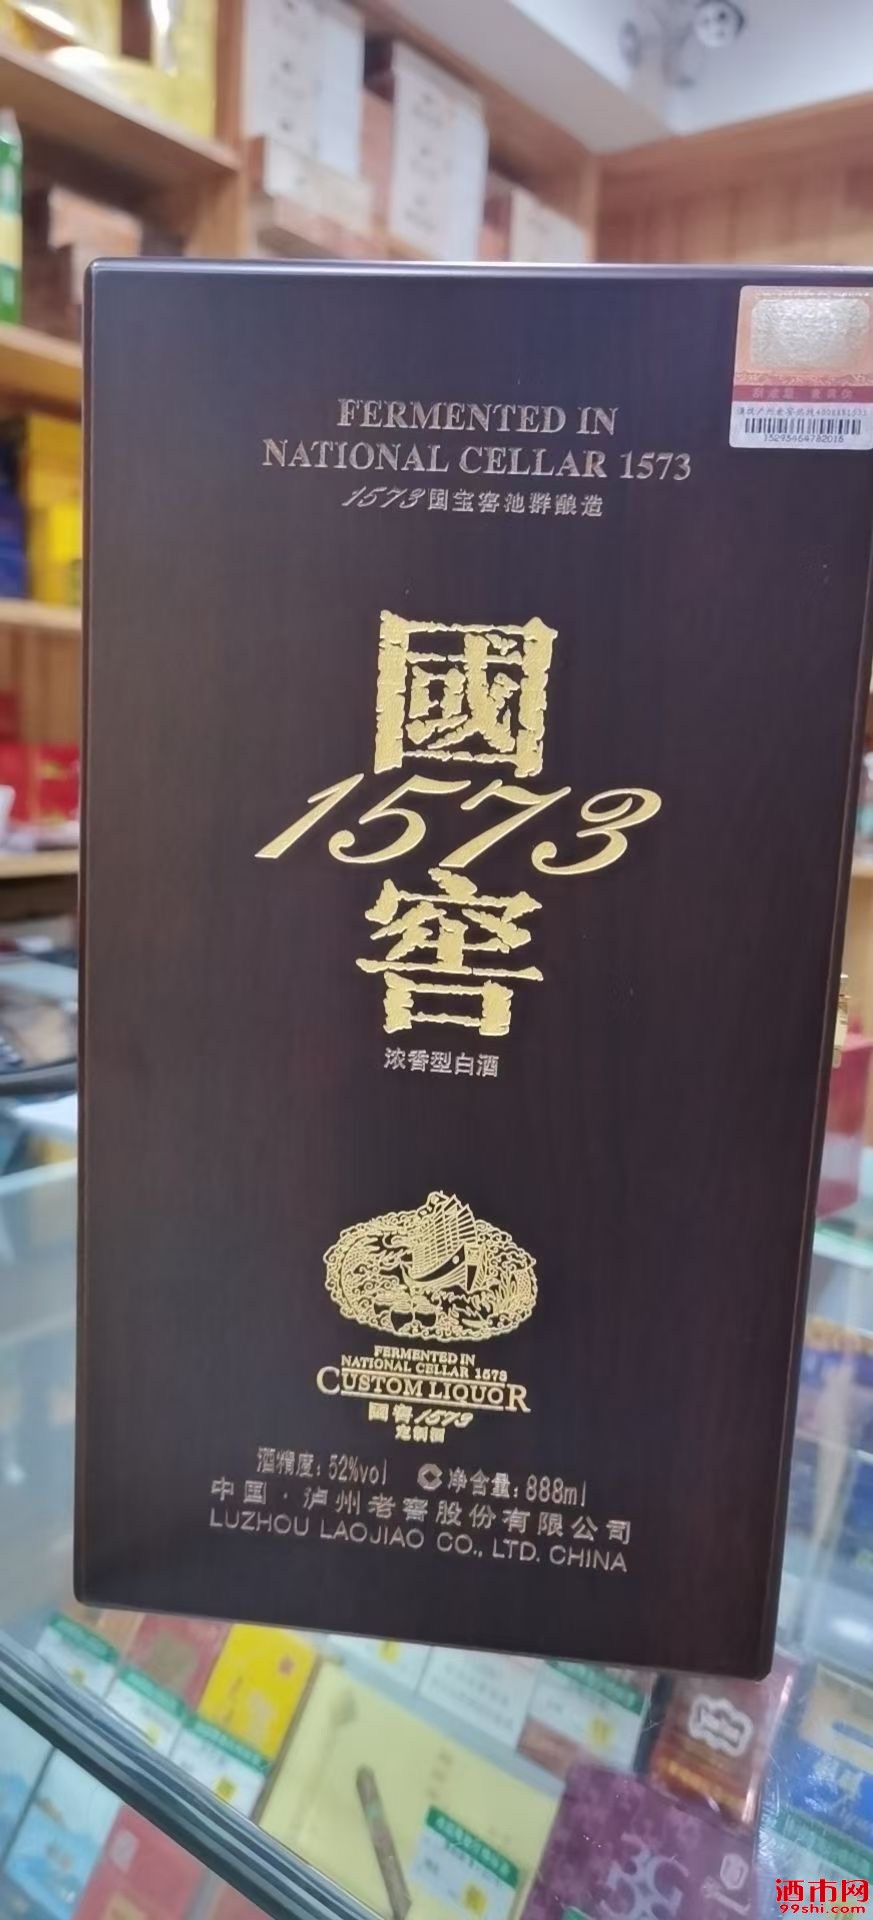 FERMENTED IN
NATIONAL CELLAR 1573
1573国宝窖池群酿造
國
1573
窖
浓香型白酒
FERMENTED IN
NATIONAL CELLAR 1573
CUSTOM LIQUOR
國窖1573
定制酒
酒精度:52%vol 净含量:888ml
中国·泸州老窖股份有限公司
LUZHOU LAOJIAO CO., LTD. CHINA
酒市网
99shi.com